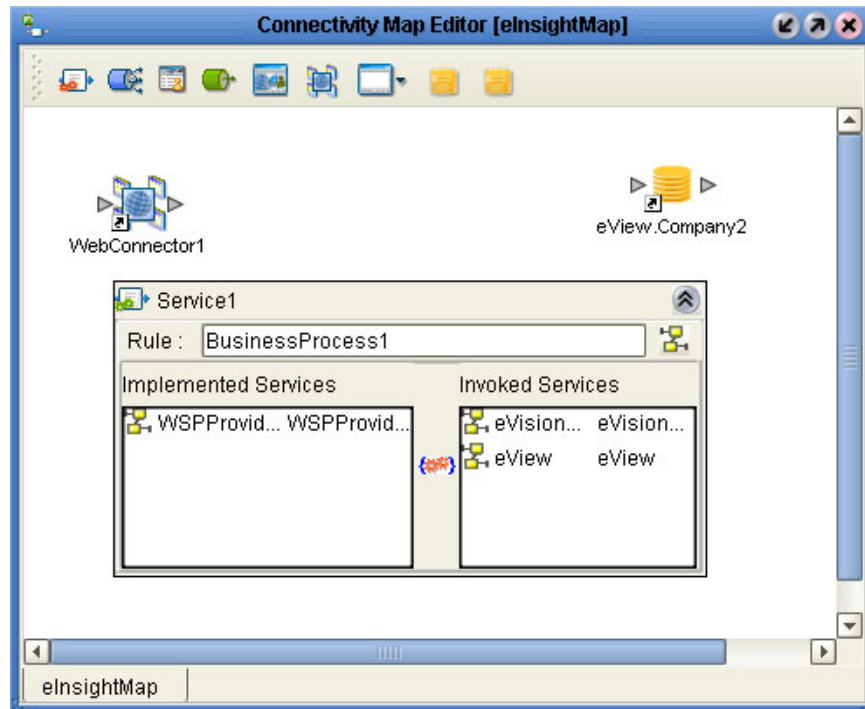 Connectivity Map Editor [eInsightMap]
WebConnector1
eView.Company2
Service1
Rule : BusinessProcess1
Implemented Services
WSPProvid... WSPProvid...
Invoked Services
eVision... eVision...
eView eView
eInsightMap